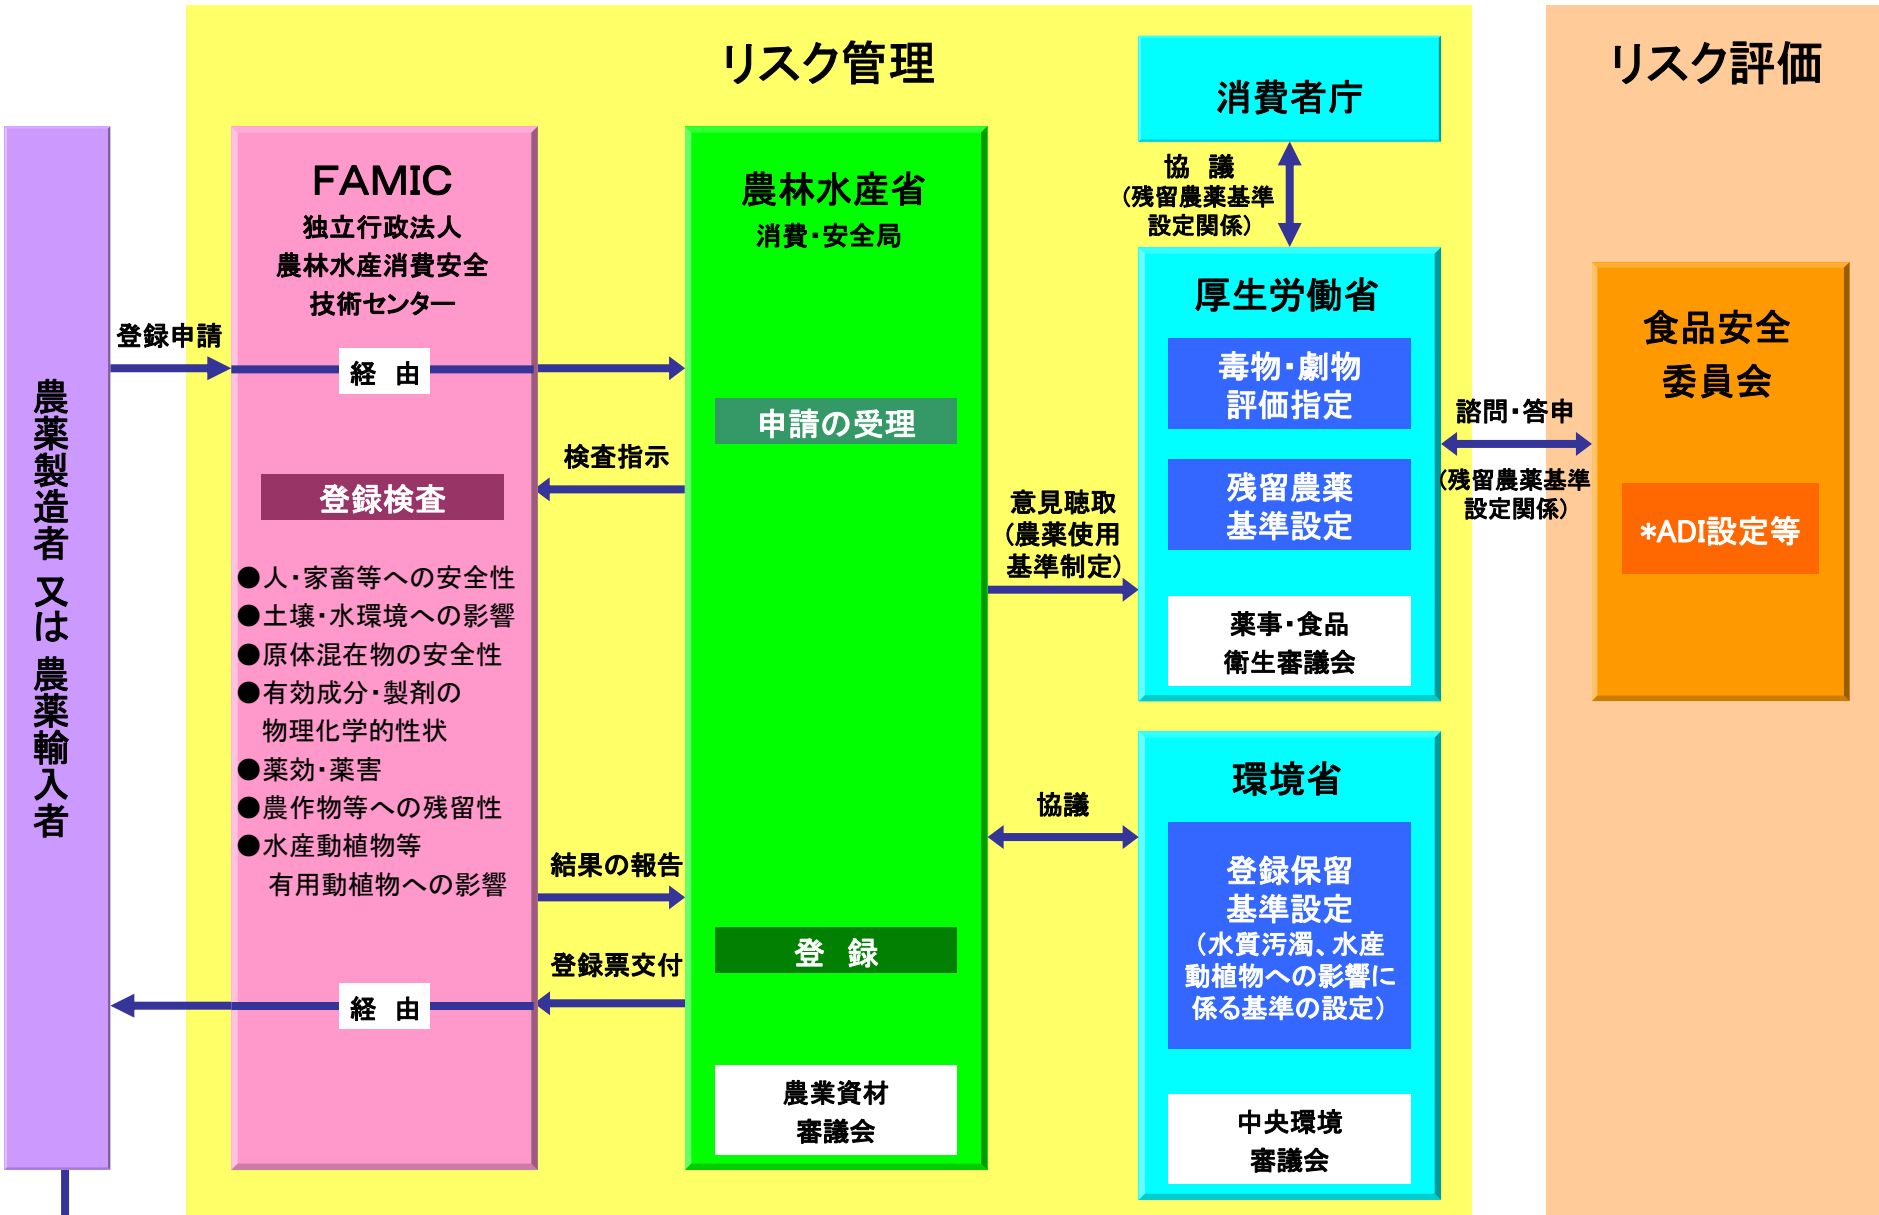 リスク管理
リスク評価
農薬製造者又は農薬輸入者
登録申請
FAMIC
独立行政法人
農林水産消費安全
技術センター
経　由
登録検査
●人・家畜等への安全性
●土壌・水環境への影響
●原体混在物の安全性
●有効成分・製剤の
物理化学的性状
●薬効・薬害
●農作物等への残留性
●水産動植物等
有用動植物への影響
経　由
検査指示
結果の報告
登録票交付
農林水産省
消費・安全局
申請の受理
登　録
農業資材
審議会
意見聴取
（農薬使用
基準制定）
協議
消費者庁
協　議
（残留農薬基準
設定関係）
厚生労働省
毒物・劇物
評価指定
残留農薬
基準設定
薬事・食品
衛生審議会
環境省
登録保留
基準設定
（水質汚濁、水産
動植物への影響に
係る基準の設定）
中央環境
審議会
諮問・答申
（残留農薬基準
設定関係）
食品安全
委員会
*ADI設定等